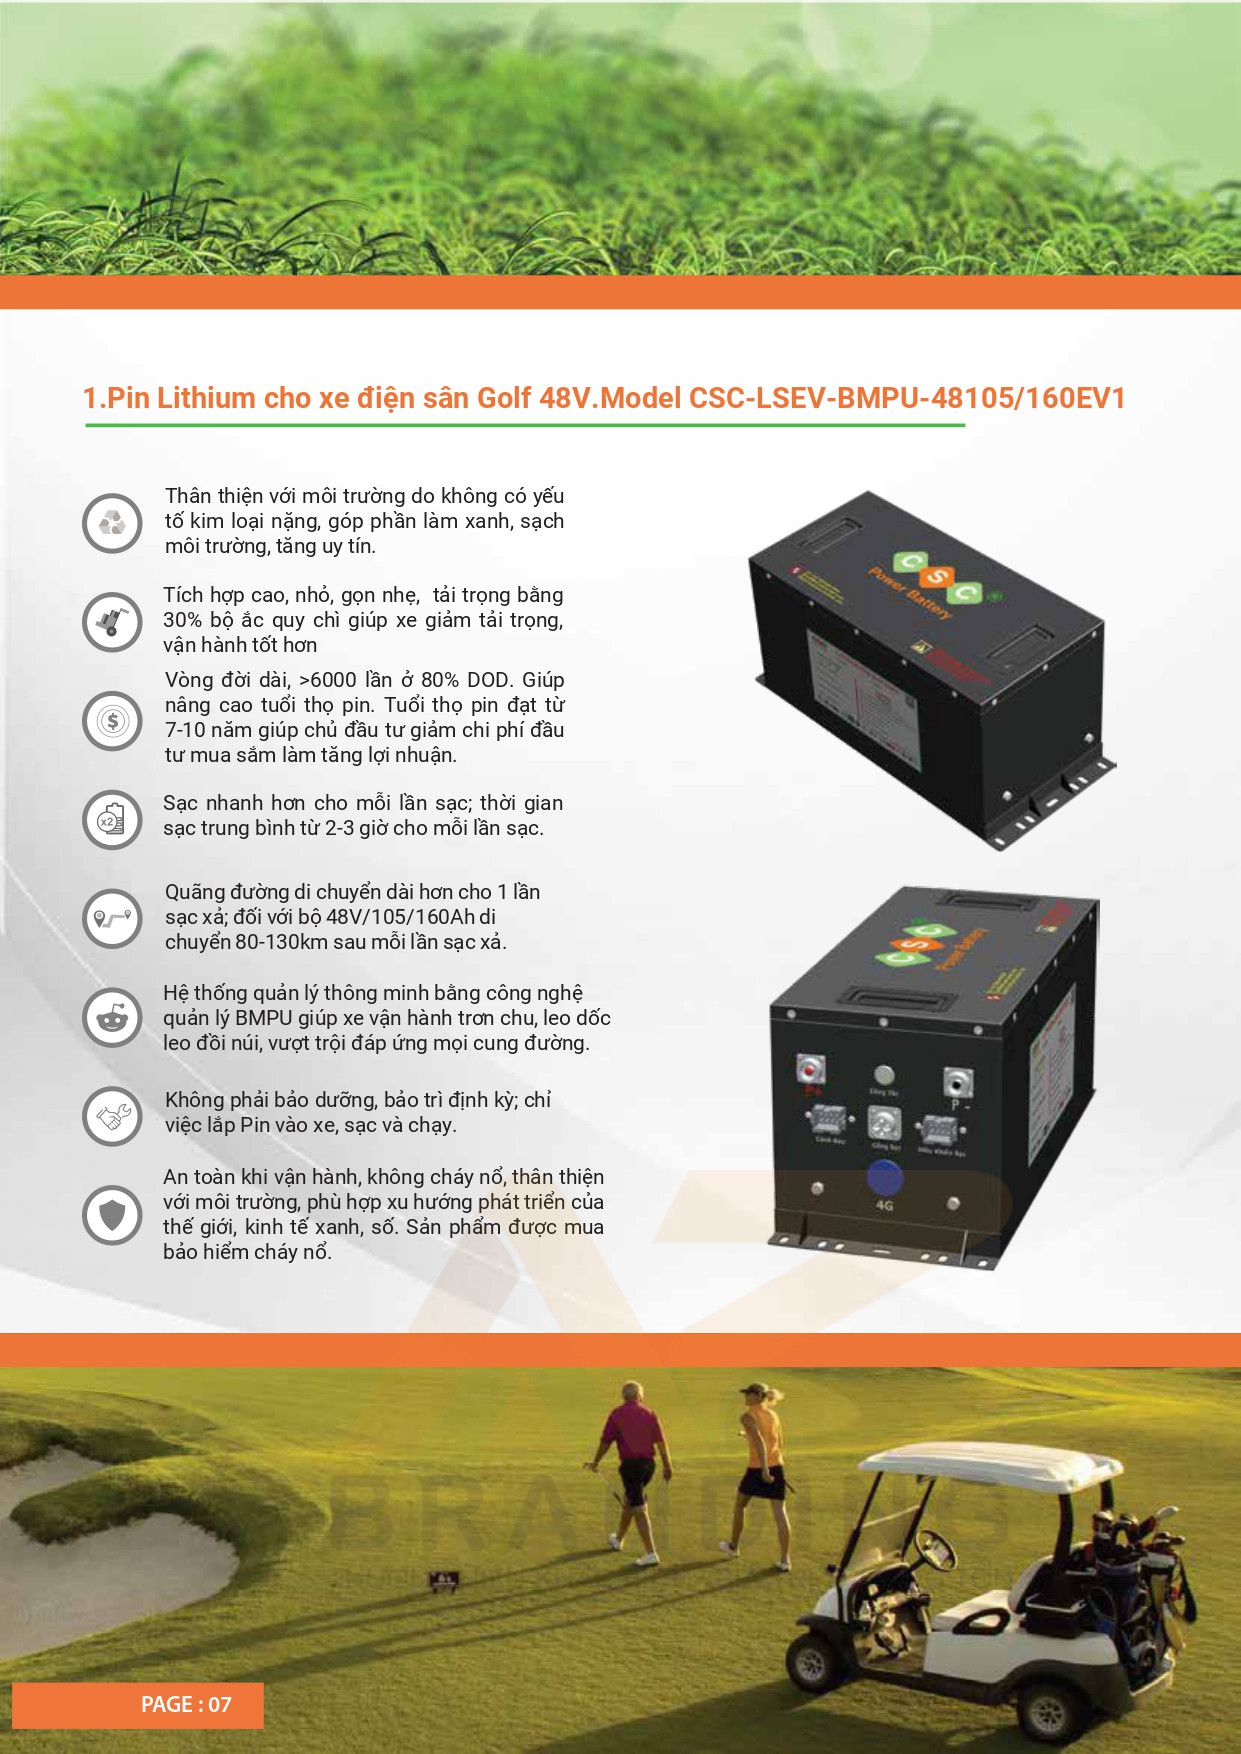 1.Pin Lithium cho xe điện sân Golf 48V.Model CSC-LSEV-BMPU-48105/160EV1
Thân thiện với môi trường do không có yếu
tố kim loại nặng, góp phần làm xanh, sạch
môi trường, tăng uy tín.
Tích hợp cao, nhỏ, gọn nhẹ, tải trọng bằng
30% bộ ắc quy chì giúp xe giảm tải trọng,
vận hành tốt hơn
Vòng đời dài, >6000 lần ở 80% DOD. Giúp
nâng cao tuổi thọ pin. Tuổi thọ pin đạt từ
7-10 năm giúp chủ đầu tư giảm chi phí đầu
tư mua sắm làm tăng lợi nhuận.
$
Sạc nhanh hơn cho mỗi lần sạc; thời gian
sạc trung bình từ 2-3 giờ cho mỗi lần sạc.
x2
Quãng đường di chuyển dài hơn cho 1 lần
sạc xả; đối với bộ 48V/105/160Ah di
chuyển 80-130km sau mỗi lần sạc xả.
Hệ thống quản lý thông minh bằng công nghệ
quản lý BMPU giúp xe vận hành trơn chu, leo dốc
leo đồi núi, vượt trội đáp ứng mọi cung đường.
Không phải bảo dưỡng, bảo trì định kỳ; chỉ
việc lắp Pin vào xe, sạc và chạy.
An toàn khi vận hành, không cháy nổ, thân thiện
với môi trường, phù hợp xu hướng phát triển của
thế giới, kinh tế xanh, số. Sản phẩm được mua
bảo hiểm cháy nổ.
CSC
Power Battery
CSC
Power Battery
P+
P -
4G
BRANDING
PAGE : 07